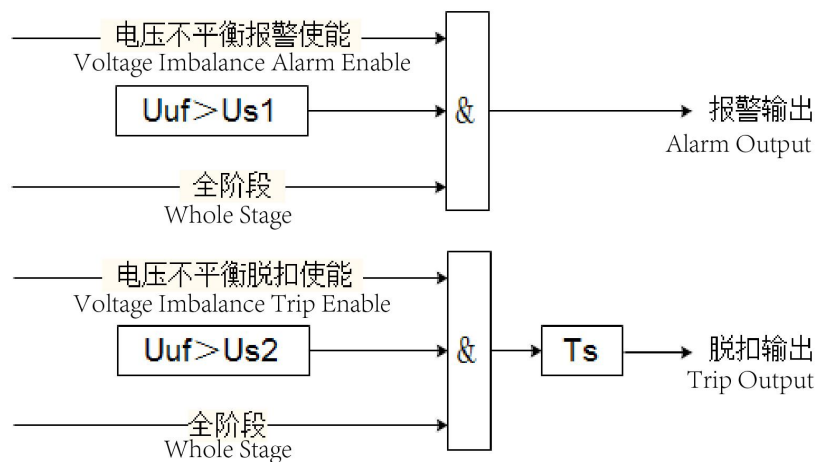 电压不平衡报警使能
Voltage Imbalance Alarm Enable
Uuf>Us1
&
报警输出
Alarm Output
全阶段
Whole Stage
电压不平衡脱扣使能
Voltage Imbalance Trip Enable
Uuf>Us2
&
Ts
脱扣输出
Trip Output
全阶段
Whole Stage